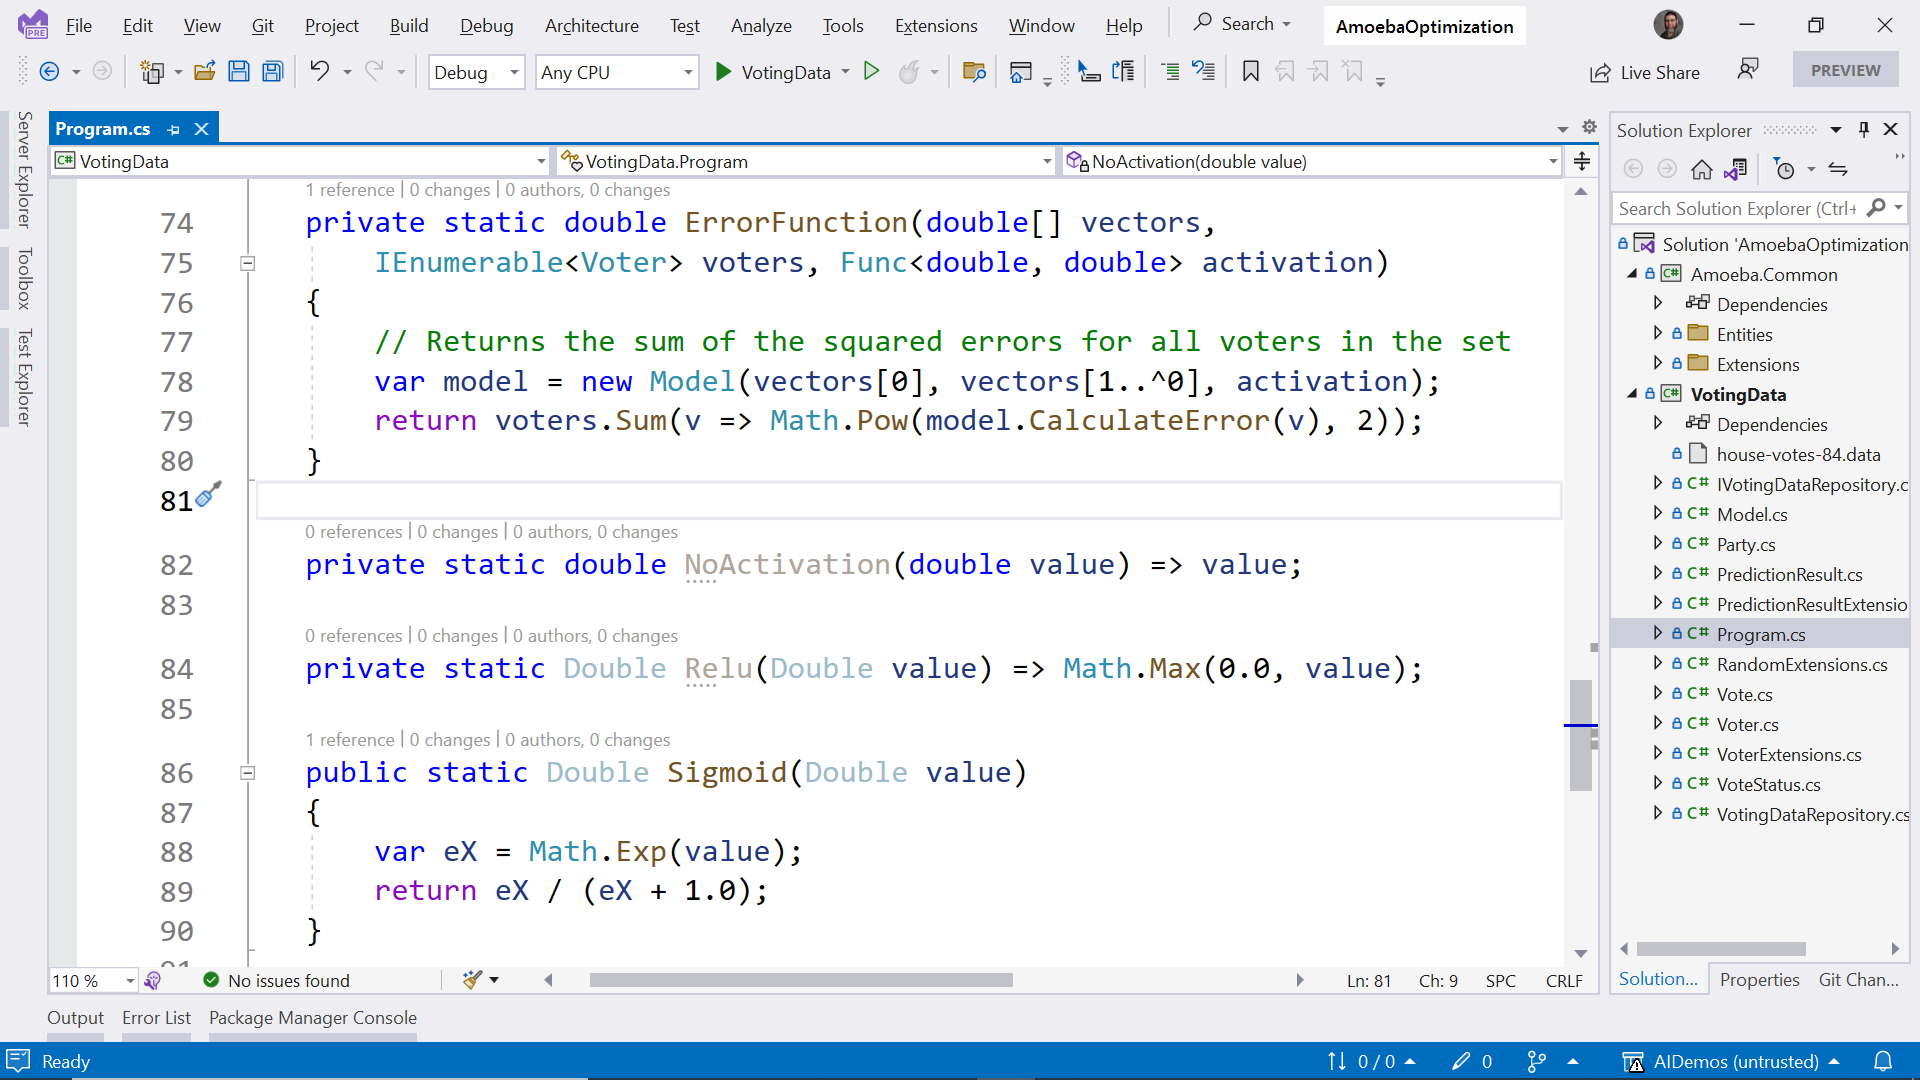 File Edit View Git Project Build Debug Architecture Test Analyze Tools Extensions Window Help Search AmoebaOptimization
Debug Any CPU VotingData Live Share PREVIEW
Server Explorer
Toolbox
Test Explorer
Program.cs
VotingData VotingData.Program NoActivation(double value)
1 reference | 0 changes | 0 authors, 0 changes
74 private static double ErrorFunction(double[] vectors,
75 IEnumerable<Voter> voters, Func<double, double> activation)
76 {
77 // Returns the sum of the squared errors for all voters in the set
78 var model = new Model(vectors[0], vectors[1..^0], activation);
79 return voters.Sum(v => Math.Pow(model.CalculateError(v), 2));
80 }
81
0 references | 0 changes | 0 authors, 0 changes
82 private static double NoActivation(double value) => value;
83
0 references | 0 changes | 0 authors, 0 changes
84 private static Double Relu(Double value) => Math.Max(0.0, value);
85
1 reference | 0 changes | 0 authors, 0 changes
86 public static Double Sigmoid(Double value)
87 {
88 var eX = Math.Exp(value);
89 return eX / (eX + 1.0);
90 }
110 % No issues found Ln: 81 Ch: 9 SPC CRLF
Solution Explorer
Search Solution Explorer (Ctrl+
Solution 'AmoebaOptimization
C# Amoeba.Common
Dependencies
Entities
Extensions
C# VotingData
Dependencies
house-votes-84.data
C# IVotingDataRepository.c
C# Model.cs
C# Party.cs
C# PredictionResult.cs
C# PredictionResultExtensio
C# Program.cs
C# RandomExtensions.cs
C# Vote.cs
C# Voter.cs
C# VoterExtensions.cs
C# VoteStatus.cs
C# VotingDataRepository.cs
Solution... Properties Git Chan...
Output Error List Package Manager Console
Ready 0 / 0 0 AIDemos (untrusted)